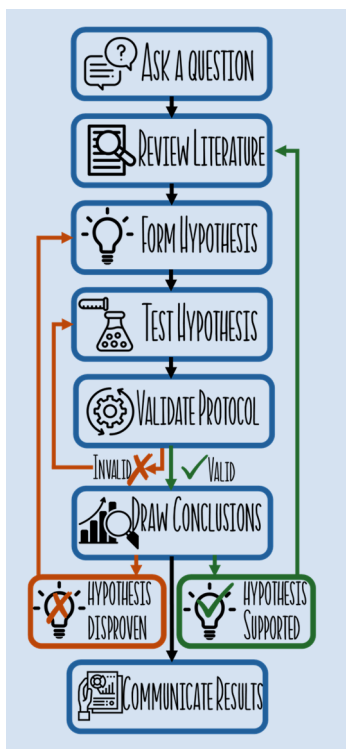 ASK A QUESTION
REVIEW LITERATURE
FORM HYPOTHESIS
TEST HYPOTHESIS
VALIDATE PROTOCOL
INVALID
VALID
DRAW CONCLUSIONS
HYPOTHESIS
DISPROVEN
HYPOTHESIS
SUPPORTED
COMMUNICATE RESULTS